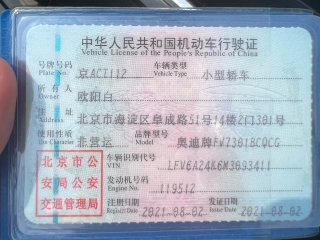 中华人民共和国机动车行驶证
Vehicle License of the People's Republic of China
号牌号码 京ACT112 车辆类型 小型轿车
Plate No. Vehicle Type
所有人 欧阳白
Owner
住址 北京市海淀区阜成路51号14楼2门301号
Address
使用性质 非营运 品牌型号 奥迪牌FV7301BCQCG
Use Character Model
北京市公安局公安交通管理局
车辆识别代号 LFV6A24K6M3093411
VIN
发动机号码 119512
Engine No.
注册日期 2021-08-02 发证日期 2021-08-02
Register Date Issue Date